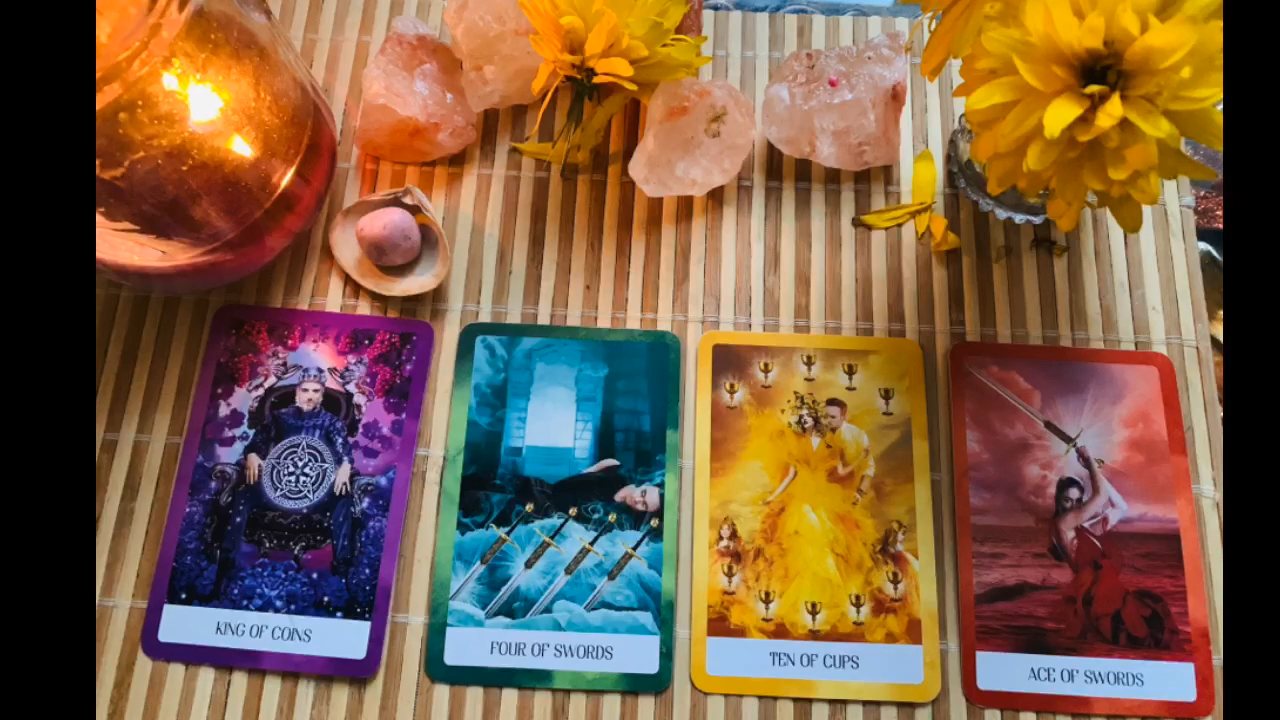 KING OF COINS
FOUR OF SWORDS
TEN OF CUPS
ACE OF SWORDS